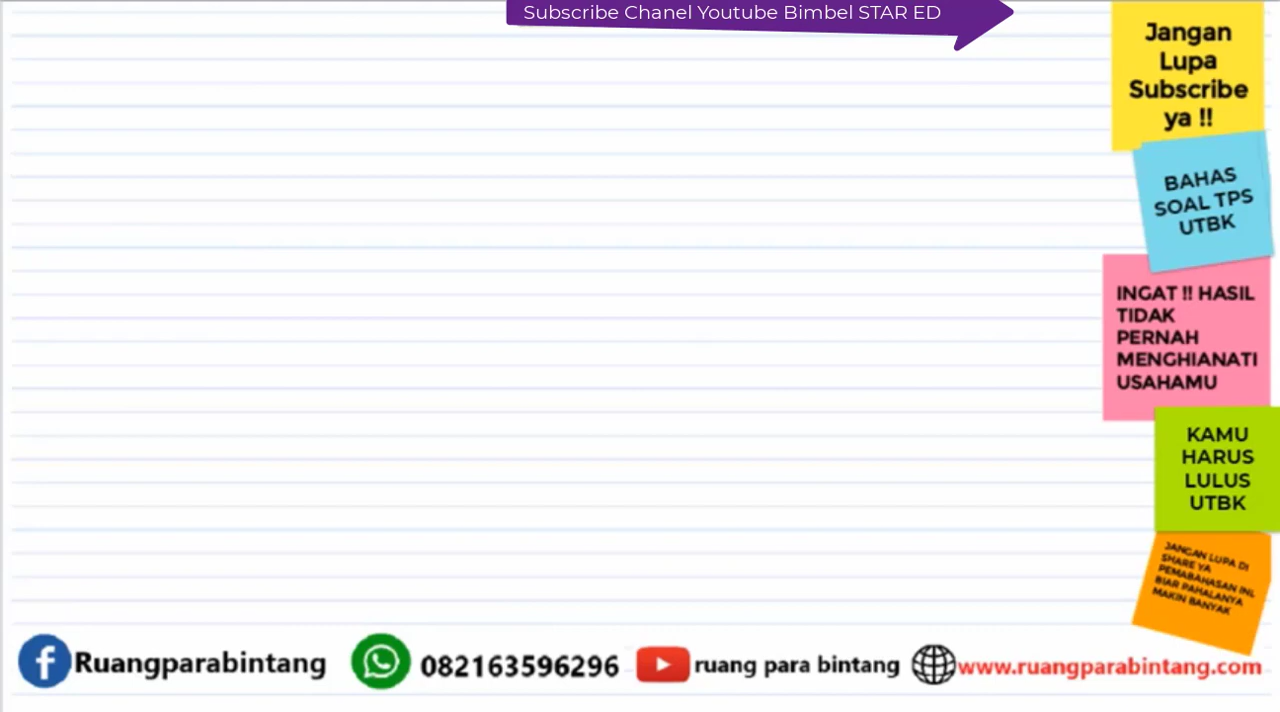 Subscribe Chanel Youtube Bimbel STAR ED
Jangan
Lupa
Subscribe
ya !!
BAHAS
SOAL TPS
UTBK
INGAT !! HASIL
TIDAK
PERNAH
MENGHIANATI
USAHAMU
KAMU
HARUS
LULUS
UTBK
JANGAN LUPA DI
SHARE YA
PEMABAHASAN INI,
BIAR PAHALANYA
MAKIN BANYAK
Ruangparabintang
082163596296
ruang para bintang
www.ruangparabintang.com